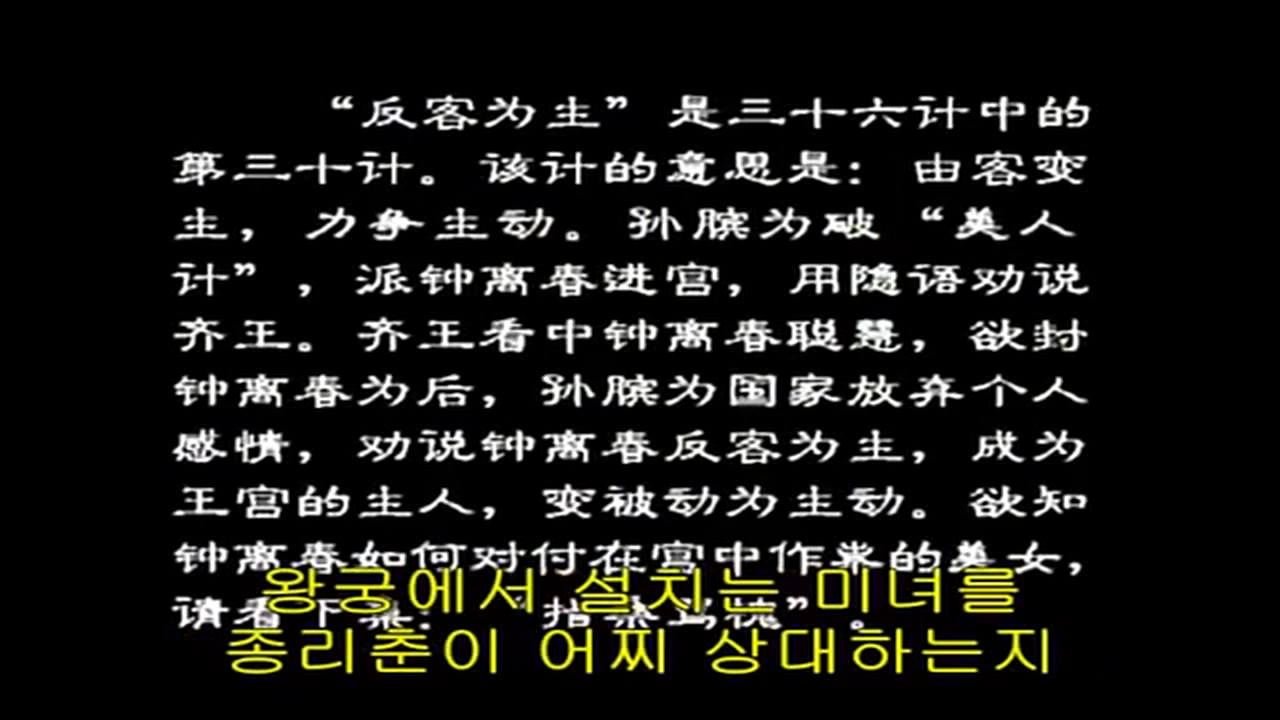 “反客为主”是三十六计中的
第三十计。该计的意思是：由客变
主，力争主动。孙膑为破“美人
计”，派钟离春进宫，用隐语劝说
齐王。齐王看中钟离春聪慧，欲封
钟离春为后，孙膑为国家放弃个人
感情，劝说钟离春反客为主，成为
王宫的主人，变被动为主动。欲知
钟离春如何对付在宫中作祟的美女，
请看下集：“指桑骂槐”。
왕궁에서 설치는 미녀를
종리춘이 어찌 상대하는지